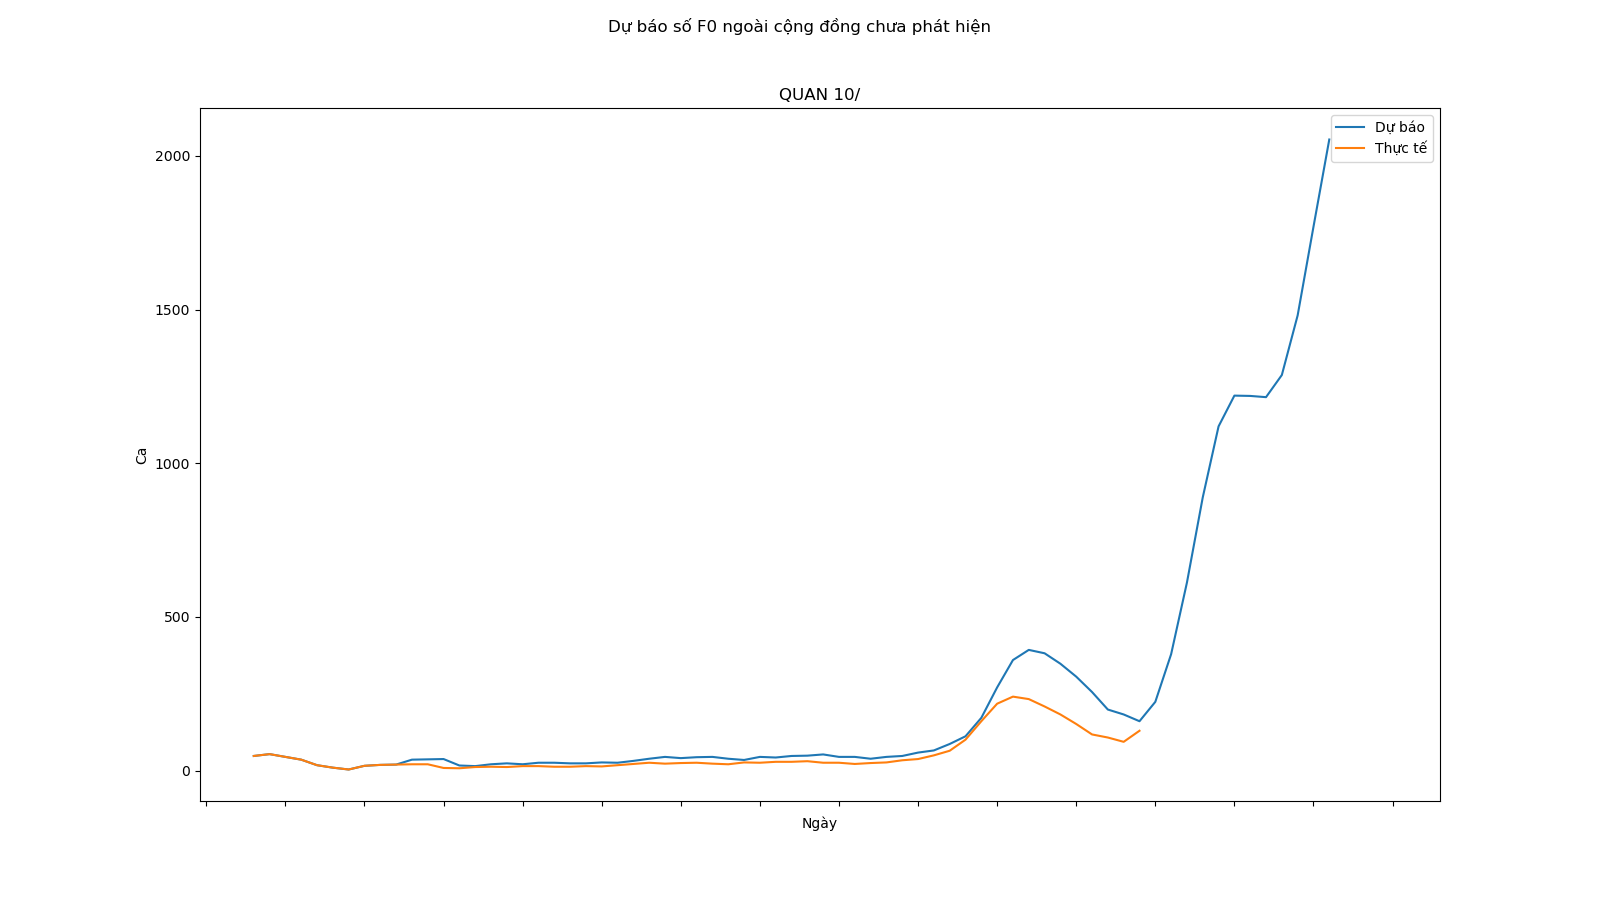 Dự báo số F0 ngoài cộng đồng chưa phát hiện
QUAN 10/
Dự báo
Thực tế
2000
1500
1000
500
0
Ca
Ngày